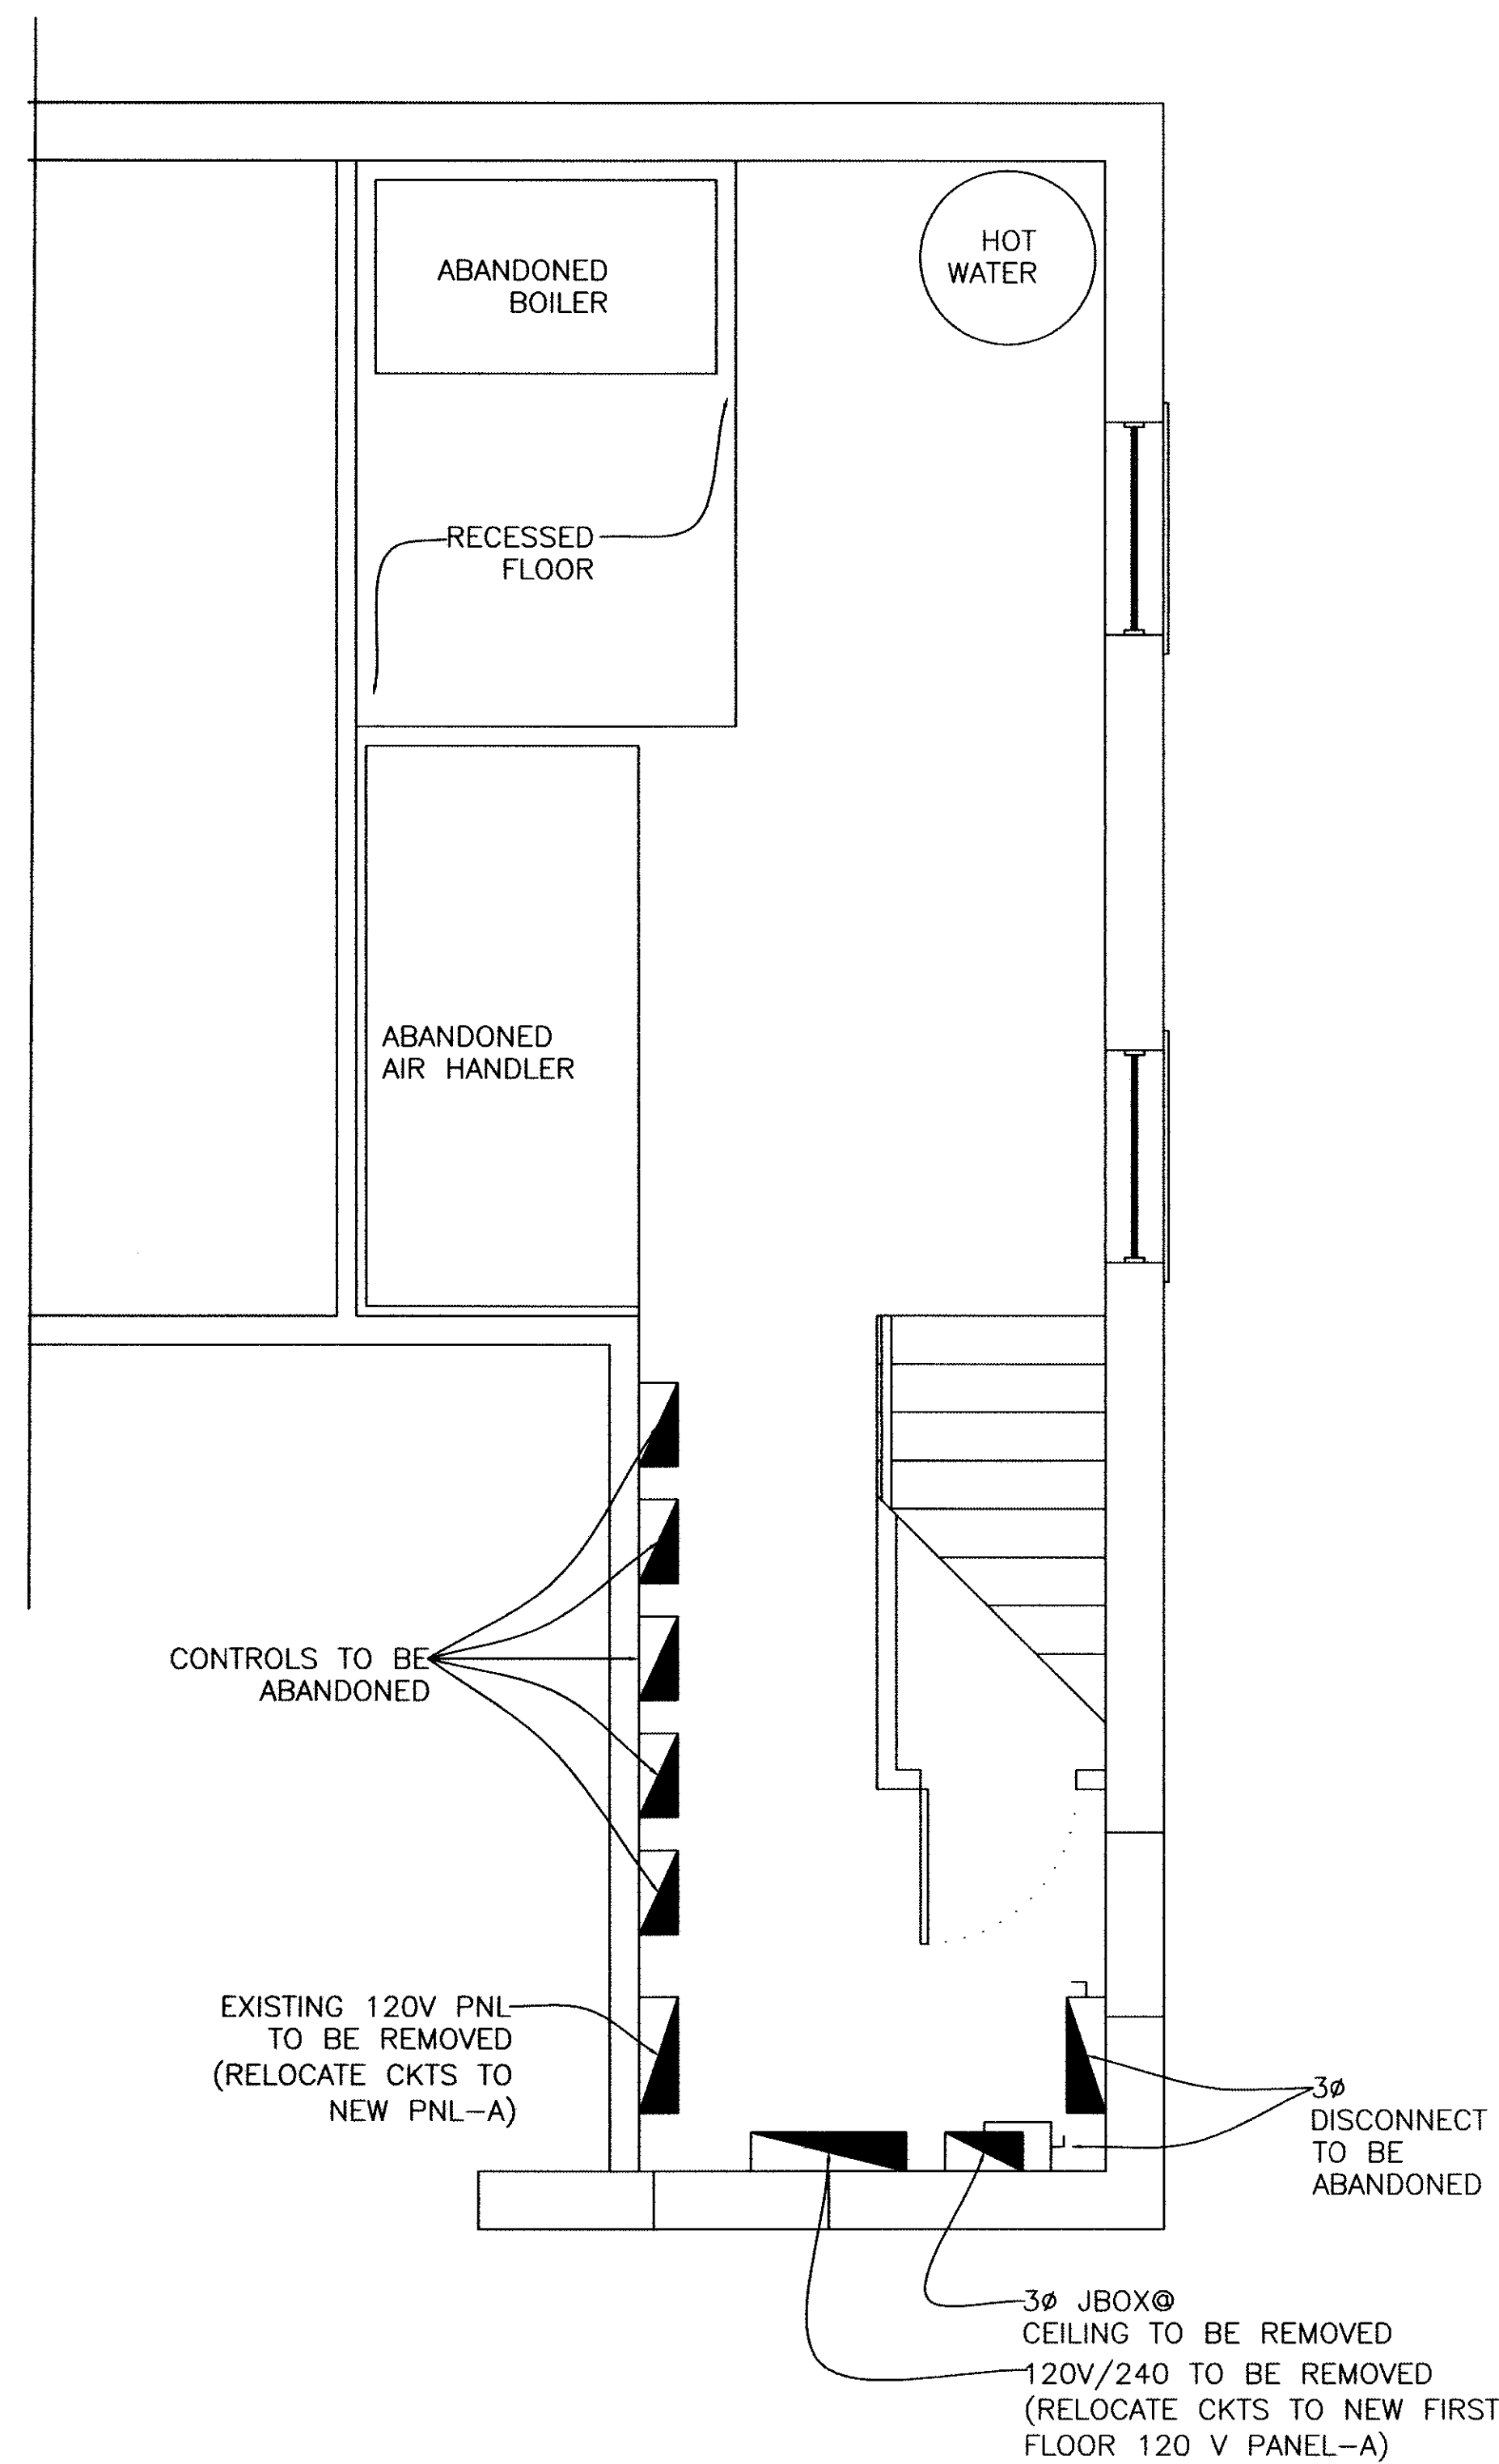 ABANDONED
BOILER
HOT
WATER
RECESSED
FLOOR
ABANDONED
AIR HANDLER
CONTROLS TO BE
ABANDONED
EXISTING 120V PNL
TO BE REMOVED
(RELOCATE CKTS TO
NEW PNL-A)
3ø
DISCONNECT
TO BE
ABANDONED
3ø JBOX@
CEILING TO BE REMOVED
120V/240 TO BE REMOVED
(RELOCATE CKTS TO NEW FIRST
FLOOR 120 V PANEL-A)